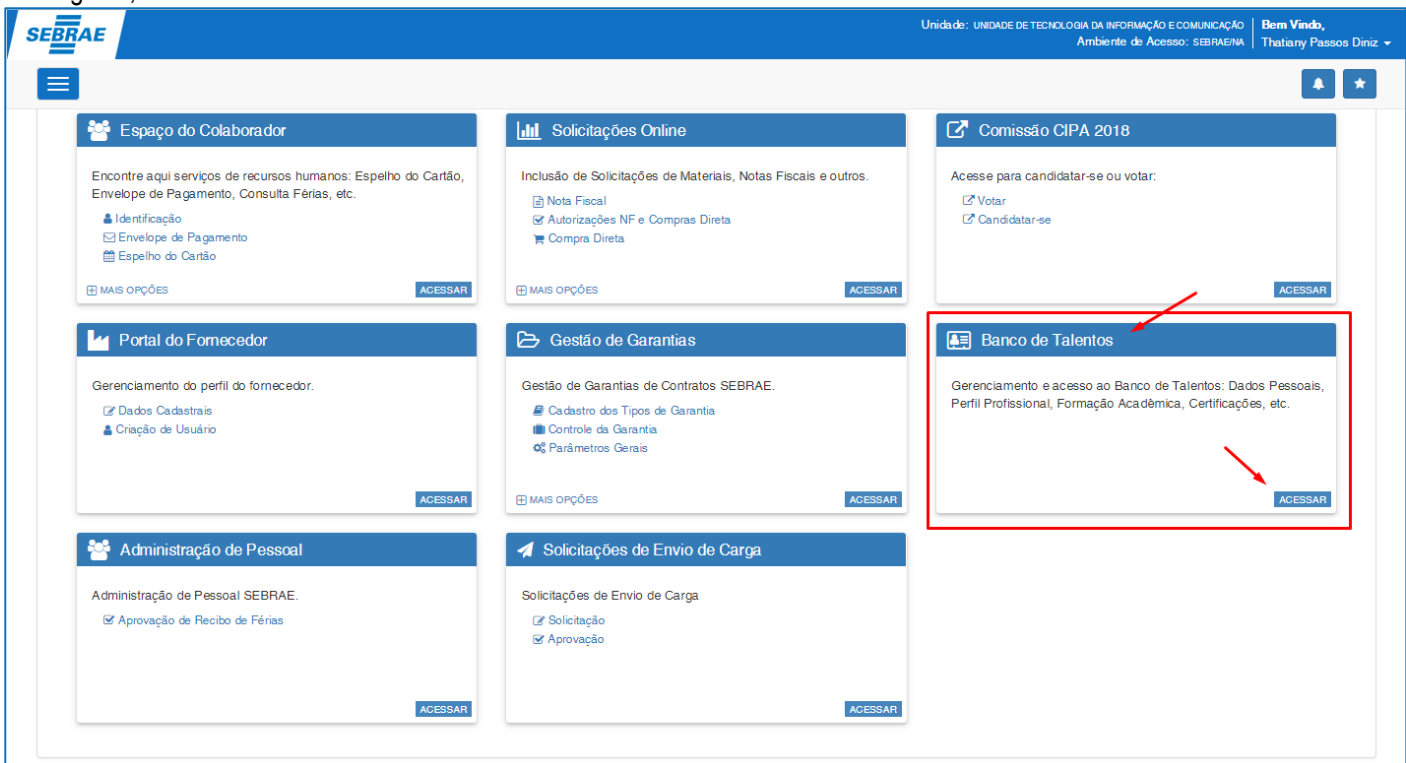 SEBRAE
Unidade: UNIDADE DE TECNOLOGIA DA INFORMAÇÃO E COMUNICAÇÃO
Ambiente de Acesso: SEBRAE/NA
Bem Vindo,
Thatiany Passos Diniz
Espaço do Colaborador
Encontre aqui serviços de recursos humanos: Espelho do Cartão,
Envelope de Pagamento, Consulta Férias, etc.
Identificação
Envelope de Pagamento
Espelho do Cartão
MAIS OPÇÕES
ACESSAR
Solicitações Online
Inclusão de Solicitações de Materiais, Notas Fiscais e outros.
Nota Fiscal
Autorizações NF e Compras Direta
Compra Direta
MAIS OPÇÕES
ACESSAR
Comissão CIPA 2018
Acesse para candidatar-se ou votar:
Votar
Candidatar-se
ACESSAR
Portal do Fornecedor
Gerenciamento do perfil do fornecedor.
Dados Cadastrais
Criação de Usuário
ACESSAR
Gestão de Garantias
Gestão de Garantias de Contratos SEBRAE.
Cadastro dos Tipos de Garantia
Controle da Garantia
Parâmetros Gerais
MAIS OPÇÕES
ACESSAR
Banco de Talentos
Gerenciamento e acesso ao Banco de Talentos: Dados Pessoais,
Perfil Profissional, Formação Acadêmica, Certificações, etc.
ACESSAR
Administração de Pessoal
Administração de Pessoal SEBRAE.
Aprovação de Recibo de Férias
ACESSAR
Solicitações de Envio de Carga
Solicitações de Envio de Carga
Solicitação
Aprovação
ACESSAR